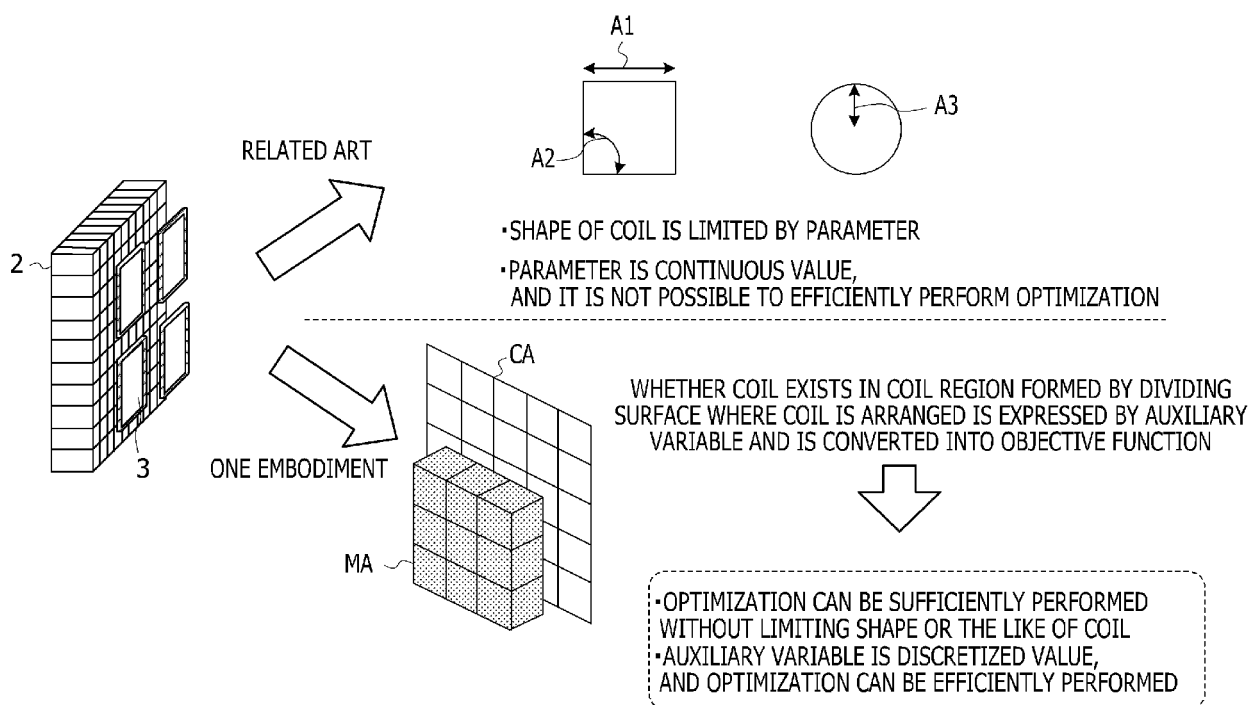 A1
A2
A3
RELATED ART
2
3
・SHAPE OF COIL IS LIMITED BY PARAMETER
・PARAMETER IS CONTINUOUS VALUE,
AND IT IS NOT POSSIBLE TO EFFICIENTLY PERFORM OPTIMIZATION
ONE EMBODIMENT
CA
MA
WHETHER COIL EXISTS IN COIL REGION FORMED BY DIVIDING
SURFACE WHERE COIL IS ARRANGED IS EXPRESSED BY AUXILIARY
VARIABLE AND IS CONVERTED INTO OBJECTIVE FUNCTION
・OPTIMIZATION CAN BE SUFFICIENTLY PERFORMED
WITHOUT LIMITING SHAPE OR THE LIKE OF COIL
・AUXILIARY VARIABLE IS DISCRETIZED VALUE,
AND OPTIMIZATION CAN BE EFFICIENTLY PERFORMED